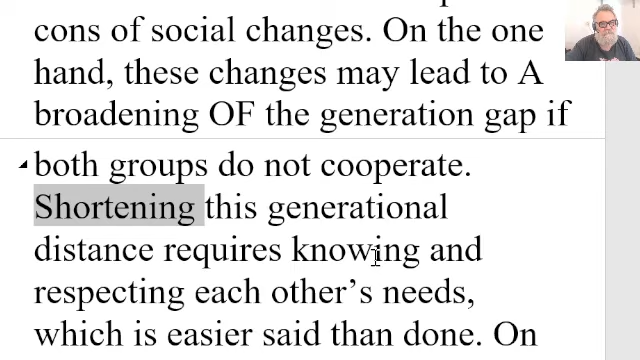 cons of social changes. On the one
hand, these changes may lead to A
broadening OF the generation gap if
both groups do not cooperate.
Shortening this generational
distance requires knowing and
respecting each other’s needs,
which is easier said than done. On